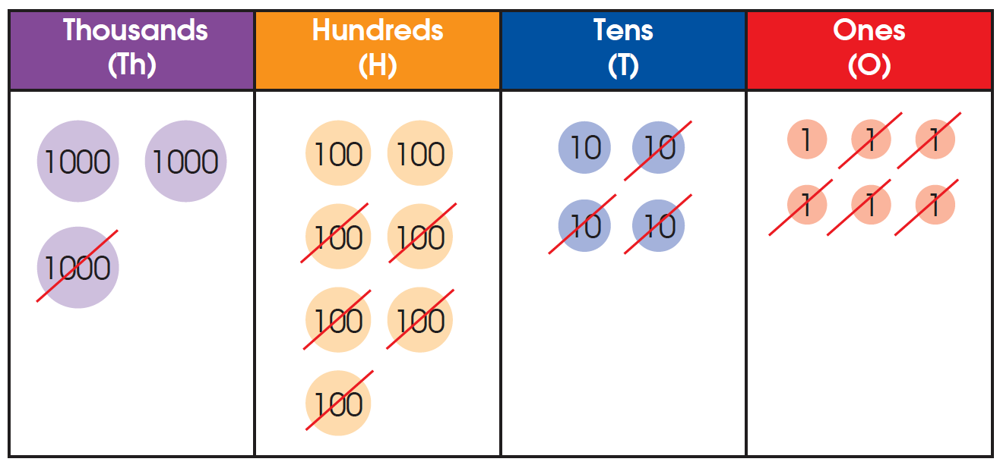 Thousands
(Th)
Hundreds
(H)
Tens
(T)
Ones
(O)
1000 1000
1000
100 100
100 100
100 100
100
10 10
10 10
1 1 1
1 1 1